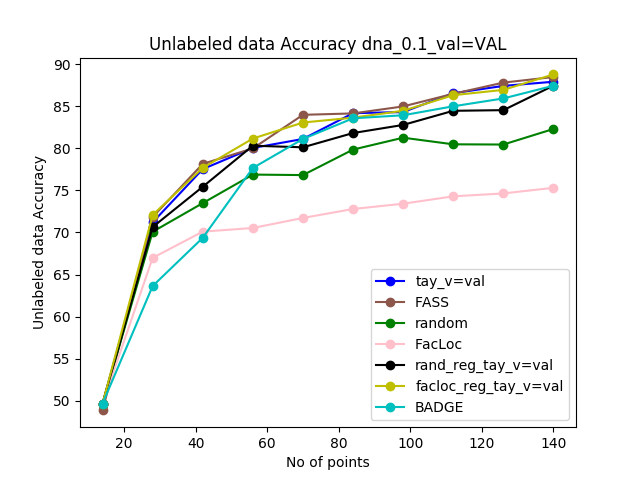 Unlabeled data Accuracy dna_0.1_val=VAL
Unlabeled data Accuracy
90
85
80
75
70
65
60
55
50
20
40
60
80
100
120
140
No of points
tay_v=val
FASS
random
FacLoc
rand_reg_tay_v=val
facloc_reg_tay_v=val
BADGE